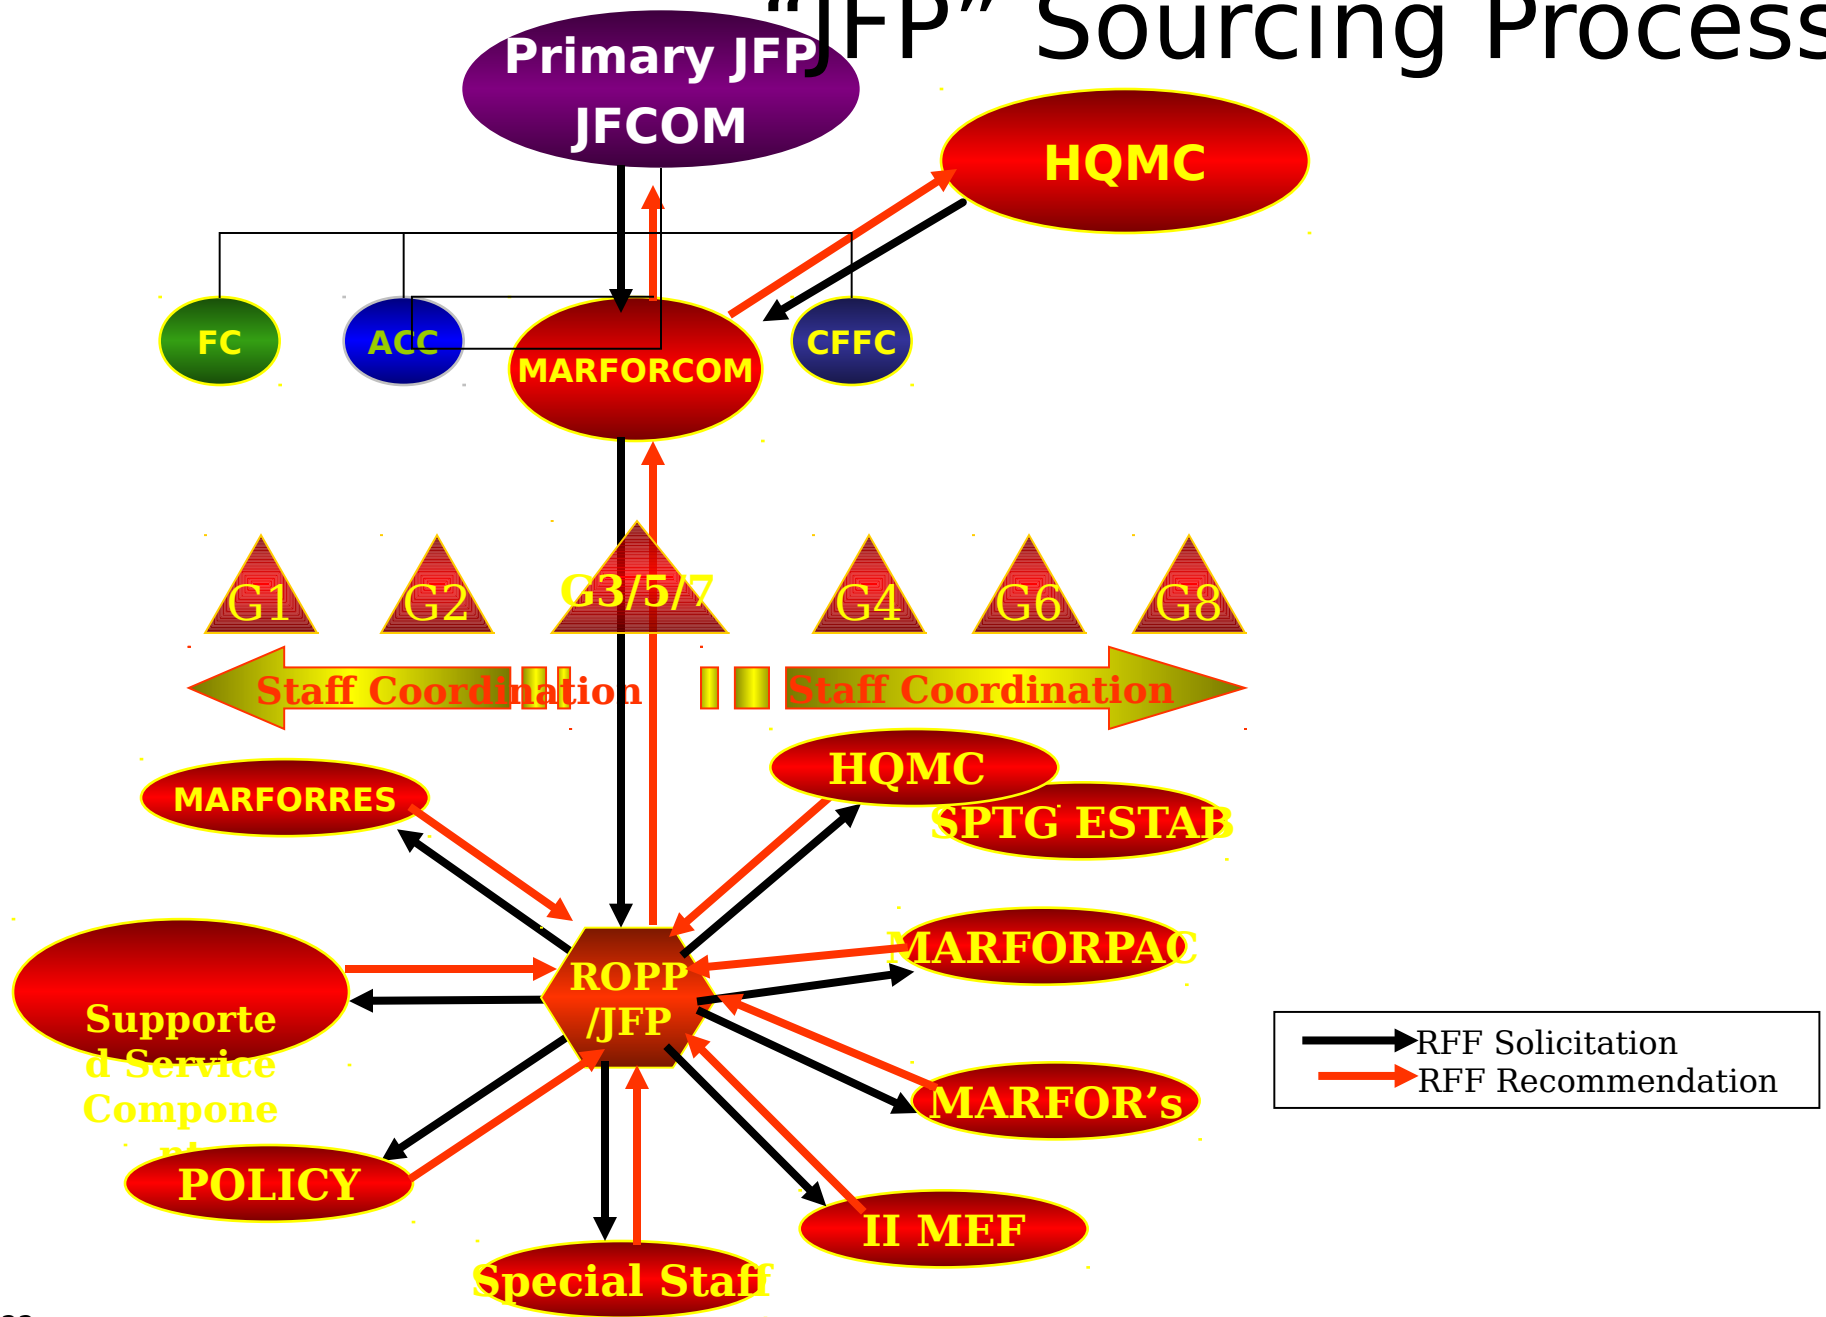 “JFP” Sourcing Process
Primary JFP
JFCOM
HQMC
FC
ACC
MARFORCOM
CFFC
G1
G2
G3/5/7
G4
G6
G8
Staff Coordination
Staff Coordination
MARFORRES
HQMC
SPTG ESTAB
MARFORPAC
ROPP
/JFP
Supporte
d Service
Compone
RFF Solicitation
RFF Recommendation
MARFOR’s
POLICY
II MEF
Special Staff